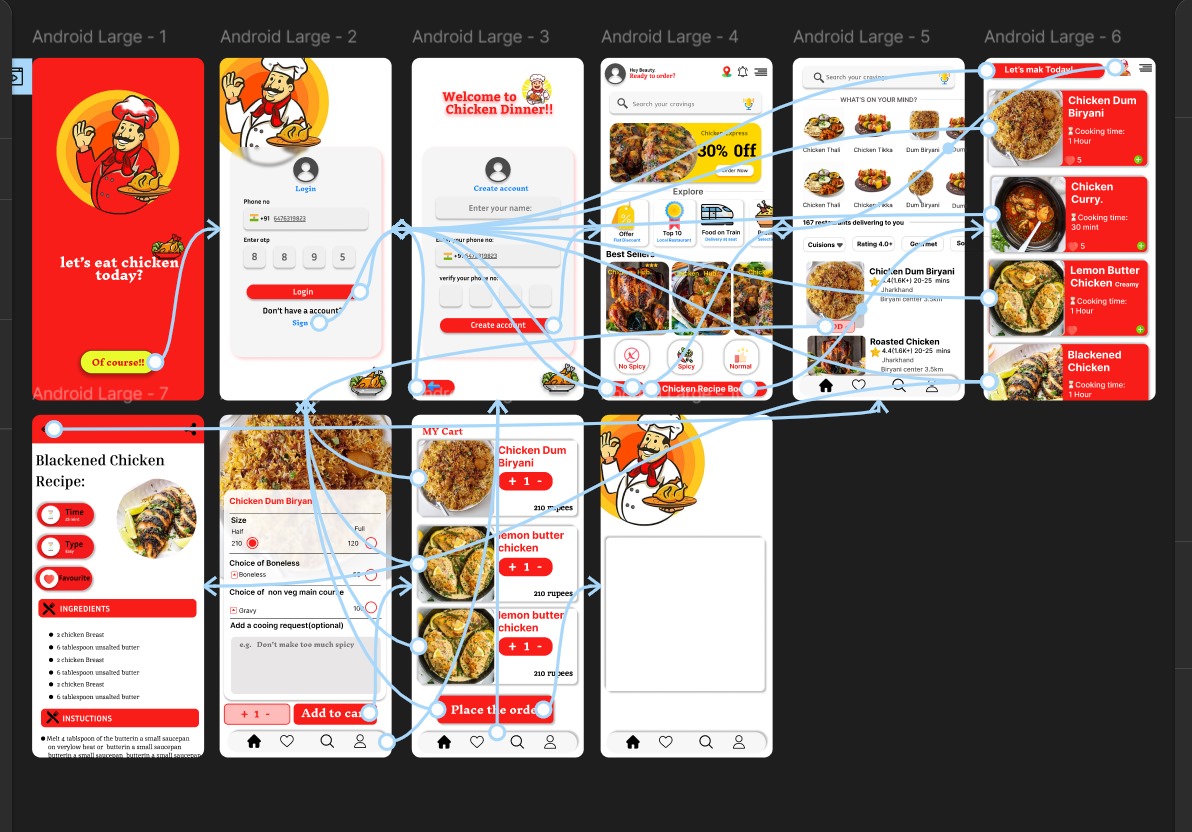 Android Large - 1
Android Large - 2
Android Large - 3
Android Large - 4
Android Large - 5
Android Large - 6
let's eat chicken
today?
Of course!!
Login
Phone no
+91 6476319823
Enter otp
8 8 9 5
Login
Don't have a account?
Sign
Welcome to
Chicken Dinner!!
Create account
Enter your name:
your phone no:
+91 6476319823
verify your phone no:
Create account
Hey Beauty,
Ready to order?
Search your cravings
Chicken Express
30% Off
Order Now
Explore
Offer
Flat Discount
Top 10
Local Restaurant
Food on Train
Delivery at seat
Best Sellers
No Spicy
Spicy
Normal
Chicken Recipe Book
Search your cravings
WHAT'S ON YOUR MIND?
Chicken Thali
Chicken Tikka
Dum Biryani
Dum
Chicken Thali
Chicken Tikka
Dum Biryani
167 restaurants delivering to you
Cuisions
Rating 4.0+
Gourmet
So
Chicken Dum Biryani
4.4(1.6K+) 20-25 mins
Jharkhand
Biryani center 3.5km
Roasted Chicken
4.4(1.6K+) 20-25 mins
Jharkhand
Biryani center 3.5km
Let's mak Today!
Chicken Dum
Biryani
Cooking time:
1 Hour
5
Chicken
Curry.
Cooking time:
30 mint
5
Lemon Butter
Chicken Creamy
Cooking time:
1 Hour
Blackened
Chicken
Cooking time:
1 Hour
Android Large - 7
Blackened Chicken
Recipe:
Time
Type
Favourite
INGREDIENTS
2 chicken Breast
6 tablespoon unsalted butter
2 chicken Breast
6 tablespoon unsalted butter
2 chicken Breast
6 tablespoon unsalted butter
INSTUCTIONS
Melt 4 tablspoon of the butterin a small saucepan
on verylow heat or butterin a small saucepan
butterin a small saucepan butterin a small saucepan
Chicken Dum Biryan
Size
Half
Full
210
120
Choice of Boneless
Boneless
Choice of non veg main course
Gravy
Add a cooing request(optional)
e.g. Don't make too much spicy
+ 1 -
Add to cart
MY Cart
Chicken Dum
Biryani
+ 1 -
210 rupees
lemon butter
chicken
+ 1 -
210 rupees
lemon butter
chicken
+ 1 -
210 rupees
Place the order